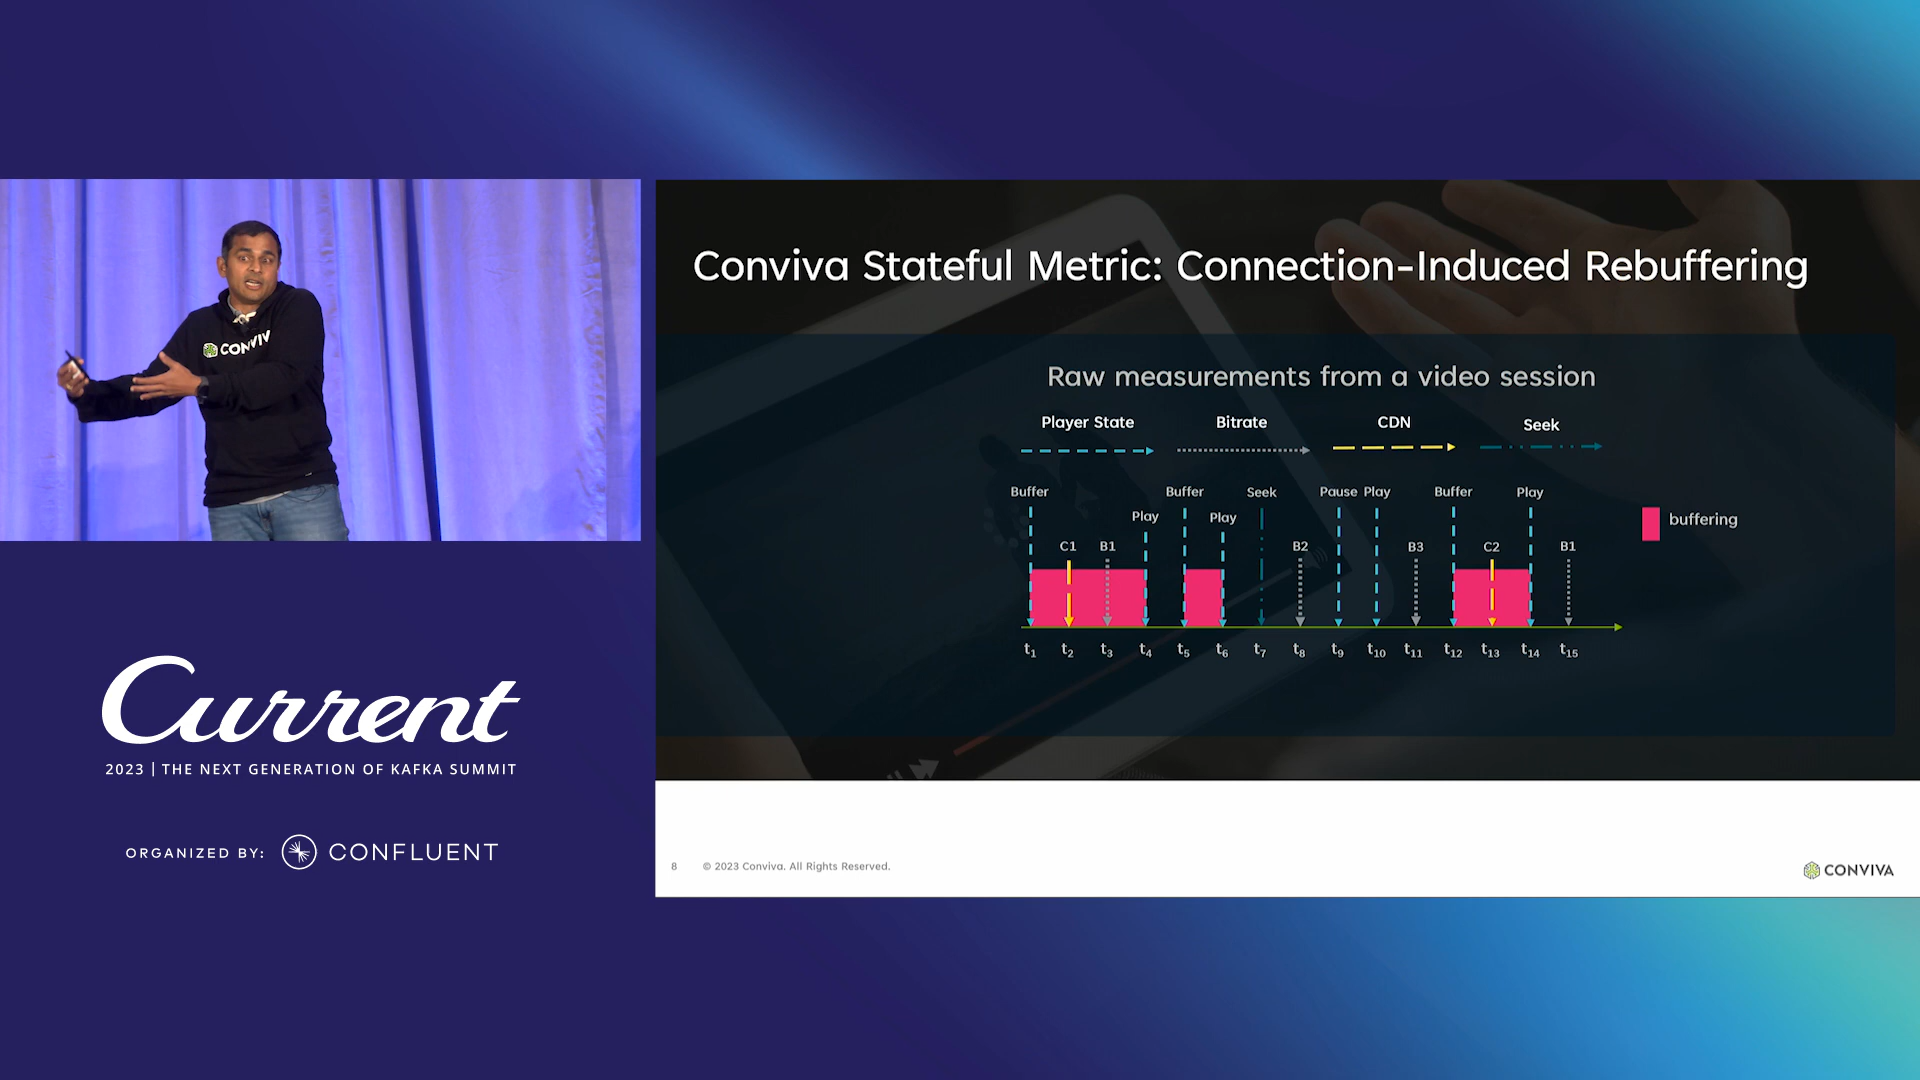 CONVIV
Current
2023 | THE NEXT GENERATION OF KAFKA SUMMIT
ORGANIZED BY: CONFLUENT
Conviva Stateful Metric: Connection-Induced Rebuffering
Raw measurements from a video session
Player State Bitrate CDN Seek
Buffer Buffer Seek Pause Play Buffer Play
Play Play
buffering
C1 B1 B2 B3 C2 B1
t1 t2 t3 t4 t5 t6 t7 t8 t9 t10 t11 t12 t13 t14 t15
8 © 2023 Conviva. All Rights Reserved.
CONVIVA